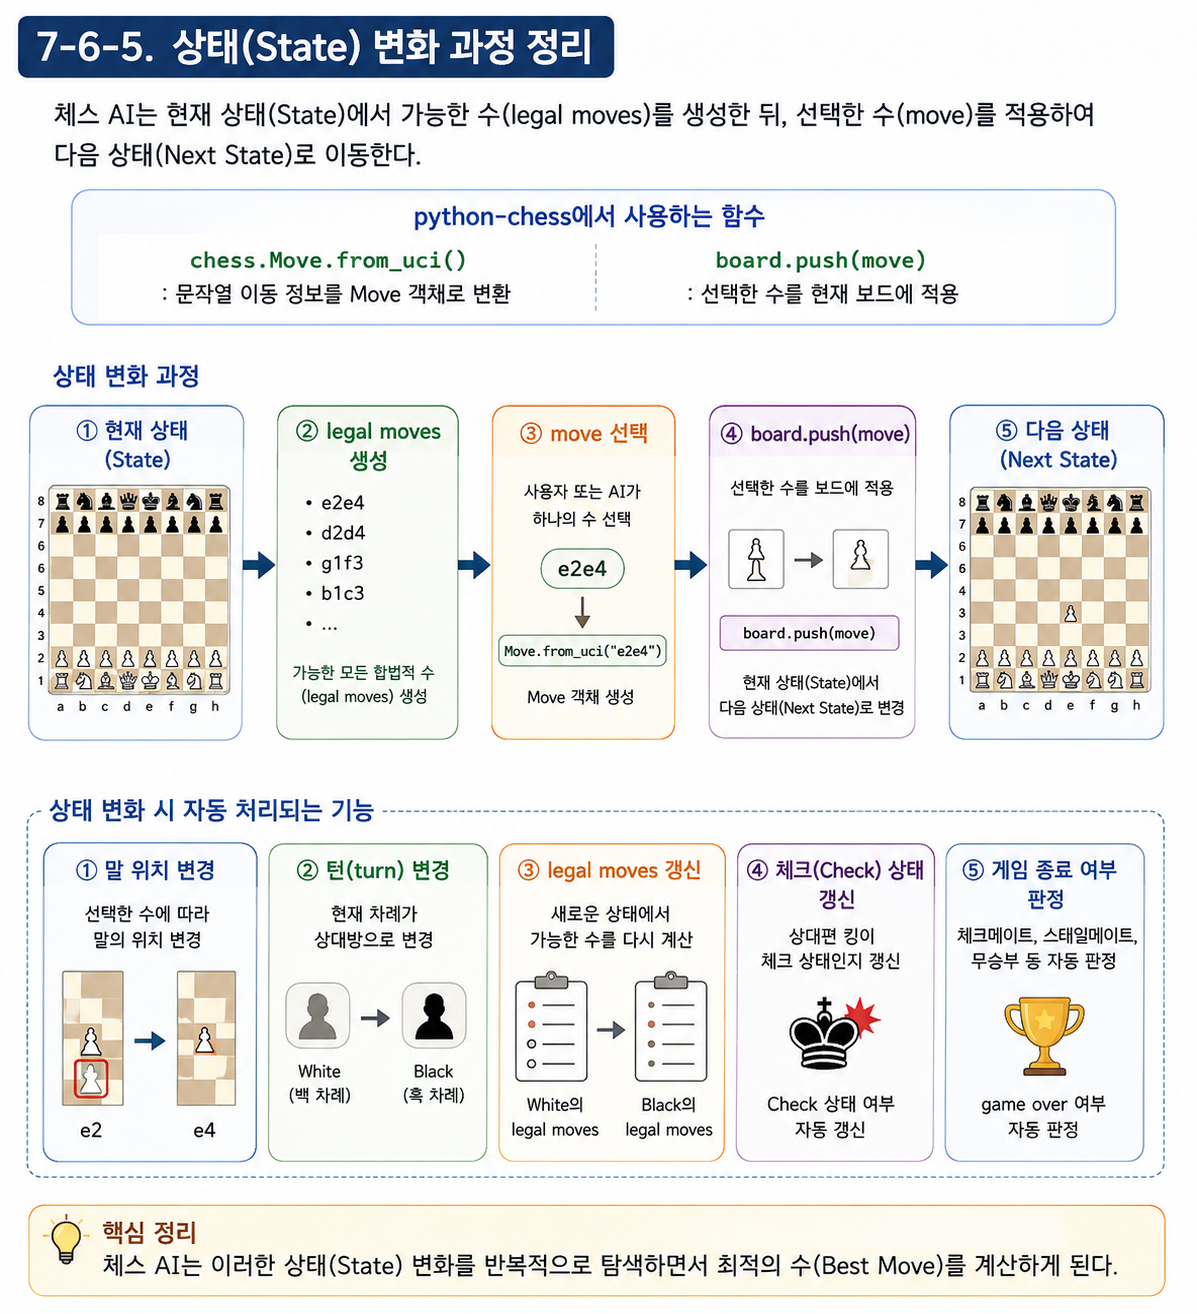 7-6-5. 상태(State) 변화 과정 정리
체스 AI는 현재 상태(State)에서 가능한 수(legal moves)를 생성한 뒤, 선택한 수(move)를 적용하여
다음 상태(Next State)로 이동한다.
python-chess에서 사용하는 함수
chess.Move.from_uci()
: 문작열 이동 정보를 Move 객채로 변환
board.push(move)
: 선택한 수를 현재 보드에 적용
상태 변화 과정
① 현재 상태
(State)
8
7
6
6
5
4
3
2
1
a b c d e f g h
② legal moves
생성
• e2e4
• d2d4
• g1f3
• b1c3
• ...
가능한 모든 합법적 수
(legal moves) 생성
③ move 선택
사용자 또는 AI가
하나의 수 선택
e2e4
Move.from_uci("e2e4")
Move 객채 생성
④ board.push(move)
선택한 수를 보드에 적용
board.push(move)
현재 상태(State)에서
다음 상태(Next State)로 변경
⑤ 다음 상태
(Next State)
8
7
6
6
4
3
3
2
1
a b c d e f g h
상태 변화 시 자동 처리되는 기능
① 말 위치 변경
선택한 수에 따라
말의 위치 변경
e2
e4
② 턴(turn) 변경
현재 차례가
상대방으로 변경
White
(백 차례)
Black
(흑 차례)
③ legal moves 갱신
새로운 상태에서
가능한 수를 다시 계산
White의
legal moves
Black의
legal moves
④ 체크(Check) 상태
갱신
상대편 킹이
체크 상태인지 갱신
Check 상태 여부
자동 갱신
⑤ 게임 종료 여부
판정
체크메이트, 스태일메이트,
무승부 동 자동 판정
game over 여부
자동 판정
핵심 정리
체스 AI는 이러한 상태(State) 변화를 반복적으로 탐색하면서 최적의 수(Best Move)를 계산하게 된다.